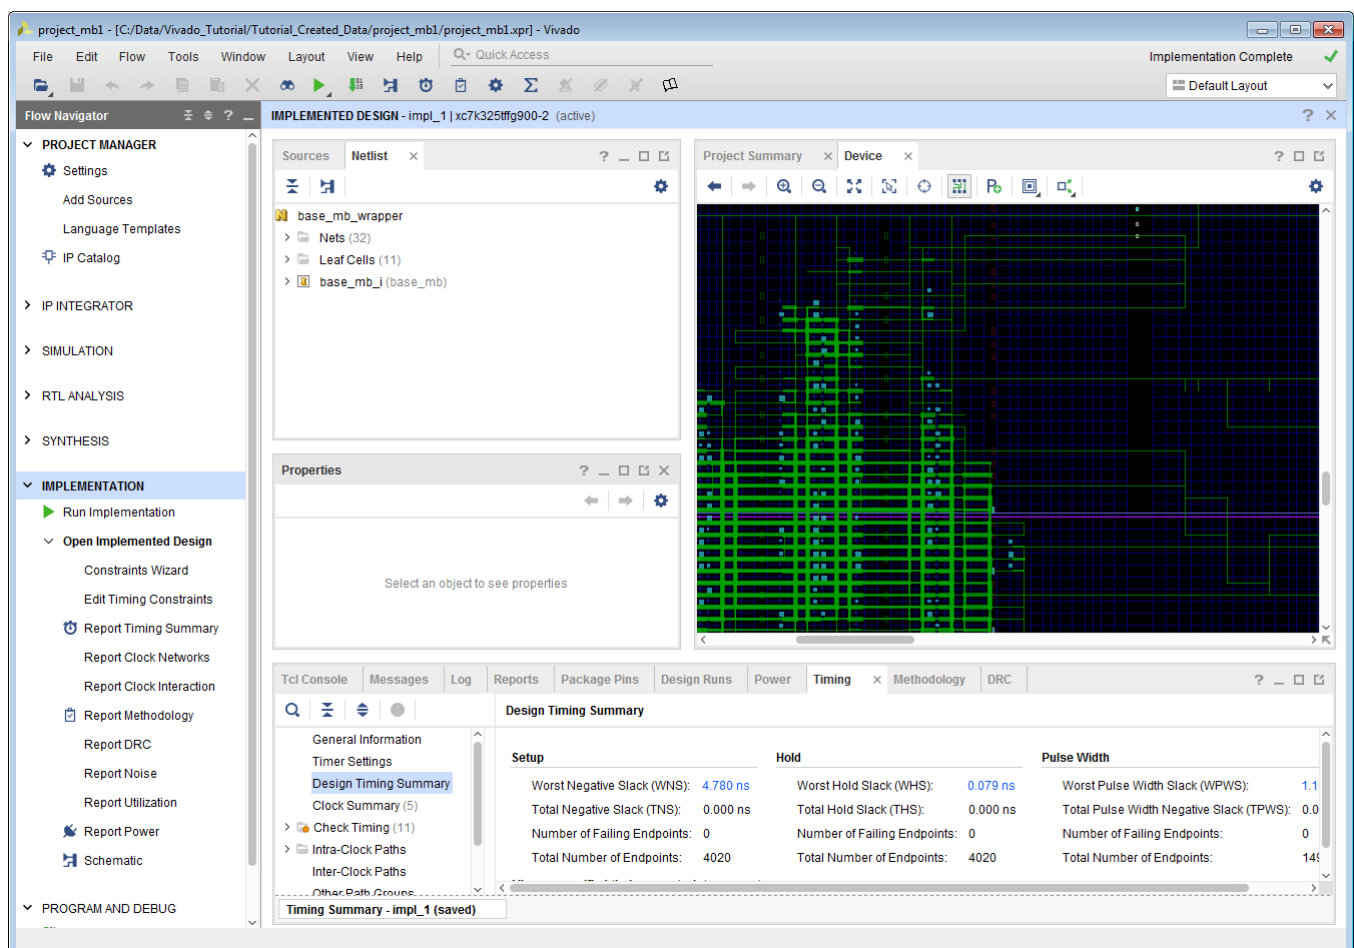 project_mb1 - [C:/Data/Vivado_Tutorial/Tutorial_Created_Data/project_mb1/project_mb1.xpr] - Vivado
File Edit Flow Tools Window Layout View Help Quick Access Implementation Complete
Default Layout
Flow Navigator
PROJECT MANAGER
Settings
Add Sources
Language Templates
IP Catalog
IP INTEGRATOR
SIMULATION
RTL ANALYSIS
SYNTHESIS
IMPLEMENTATION
Run Implementation
Open Implemented Design
Constraints Wizard
Edit Timing Constraints
Report Timing Summary
Report Clock Networks
Report Clock Interaction
Report Methodology
Report DRC
Report Noise
Report Utilization
Report Power
Schematic
PROGRAM AND DEBUG
IMPLEMENTED DESIGN - impl_1 | xc7k325tffg900-2 (active)
Sources Netlist
base_mb_wrapper
Nets (32)
Leaf Cells (11)
base_mb_i (base_mb)
Properties
Select an object to see properties
Project Summary Device
Tcl Console Messages Log Reports Package Pins Design Runs Power Timing Methodology DRC
General Information
Timer Settings
Design Timing Summary
Clock Summary (5)
Check Timing (11)
Intra-Clock Paths
Inter-Clock Paths
Other Path Groups
Design Timing Summary
Setup Hold Pulse Width
Worst Negative Slack (WNS): 4.780 ns Worst Hold Slack (WHS): 0.079 ns Worst Pulse Width Slack (WPWS): 1.1
Total Negative Slack (TNS): 0.000 ns Total Hold Slack (THS): 0.000 ns Total Pulse Width Negative Slack (TPWS): 0.0
Number of Failing Endpoints: 0 Number of Failing Endpoints: 0 Number of Failing Endpoints: 0
Total Number of Endpoints: 4020 Total Number of Endpoints: 4020 Total Number of Endpoints: 149
Timing Summary - impl_1 (saved)